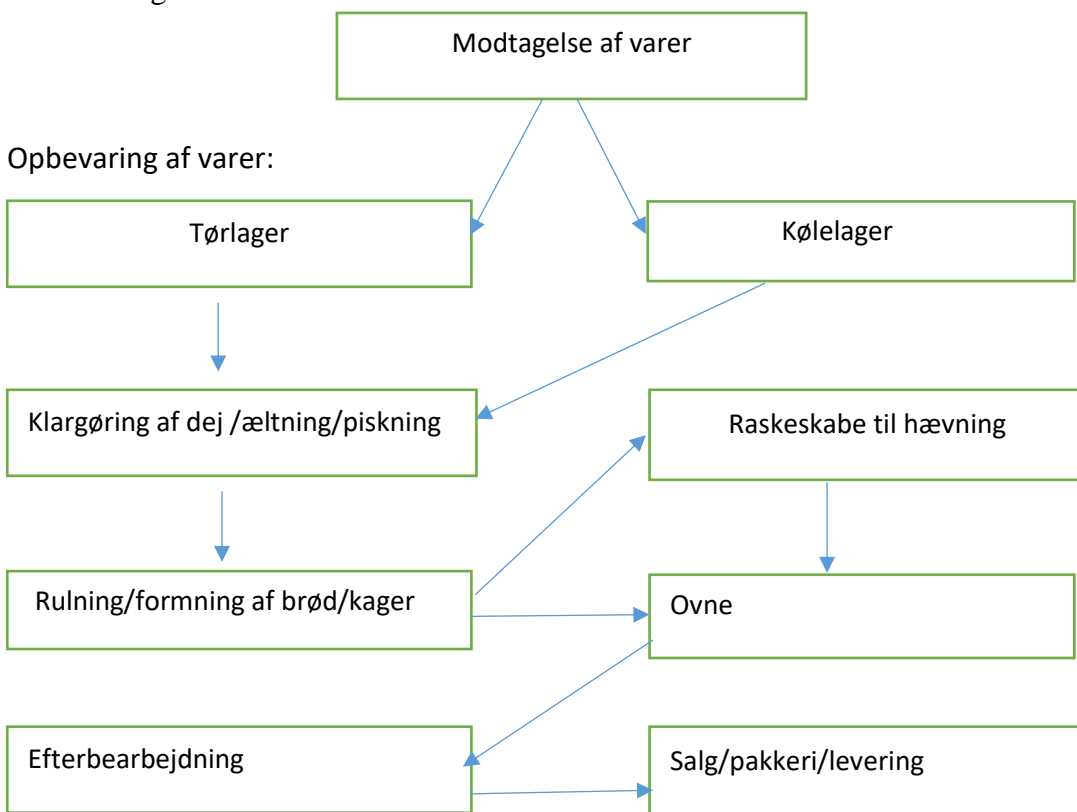 Modtagelse af varer
Opbevaring af varer:
Tørlager
Kølelager
Klargøring af dej /æltning/piskning
Raskeskabe til hævning
Rulning/formning af brød/kager
Ovne
Efterbearbejdning
Salg/pakkeri/levering